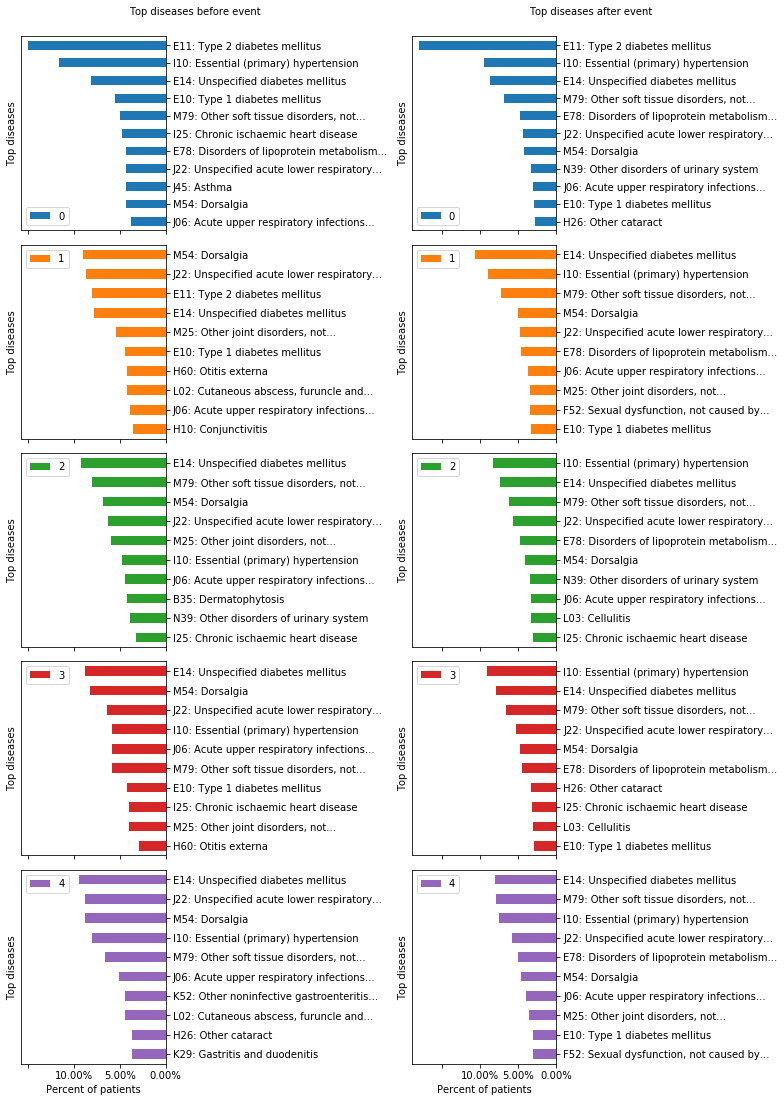 Top diseases before event
Top diseases
0
E11: Type 2 diabetes mellitus
I10: Essential (primary) hypertension
E14: Unspecified diabetes mellitus
E10: Type 1 diabetes mellitus
M79: Other soft tissue disorders, not...
I25: Chronic ischaemic heart disease
E78: Disorders of lipoprotein metabolism...
J22: Unspecified acute lower respiratory...
J45: Asthma
M54: Dorsalgia
J06: Acute upper respiratory infections...
Top diseases after event
Top diseases
0
E11: Type 2 diabetes mellitus
I10: Essential (primary) hypertension
E14: Unspecified diabetes mellitus
M79: Other soft tissue disorders, not...
E78: Disorders of lipoprotein metabolism...
J22: Unspecified acute lower respiratory...
M54: Dorsalgia
N39: Other disorders of urinary system
J06: Acute upper respiratory infections...
E10: Type 1 diabetes mellitus
H26: Other cataract
Top diseases
1
M54: Dorsalgia
J22: Unspecified acute lower respiratory...
E11: Type 2 diabetes mellitus
E14: Unspecified diabetes mellitus
M25: Other joint disorders, not...
E10: Type 1 diabetes mellitus
H60: Otitis externa
L02: Cutaneous abscess, furuncle and...
J06: Acute upper respiratory infections...
H10: Conjunctivitis
Top diseases
1
E14: Unspecified diabetes mellitus
I10: Essential (primary) hypertension
M79: Other soft tissue disorders, not...
M54: Dorsalgia
J22: Unspecified acute lower respiratory...
E78: Disorders of lipoprotein metabolism...
J06: Acute upper respiratory infections...
M25: Other joint disorders, not...
F52: Sexual dysfunction, not caused by...
E10: Type 1 diabetes mellitus
Top diseases
2
E14: Unspecified diabetes mellitus
M79: Other soft tissue disorders, not...
M54: Dorsalgia
J22: Unspecified acute lower respiratory...
M25: Other joint disorders, not...
I10: Essential (primary) hypertension
J06: Acute upper respiratory infections...
B35: Dermatophytosis
N39: Other disorders of urinary system
I25: Chronic ischaemic heart disease
Top diseases
2
I10: Essential (primary) hypertension
E14: Unspecified diabetes mellitus
M79: Other soft tissue disorders, not...
J22: Unspecified acute lower respiratory...
E78: Disorders of lipoprotein metabolism...
M54: Dorsalgia
N39: Other disorders of urinary system
J06: Acute upper respiratory infections...
L03: Cellulitis
I25: Chronic ischaemic heart disease
Top diseases
3
E14: Unspecified diabetes mellitus
M54: Dorsalgia
J22: Unspecified acute lower respiratory...
I10: Essential (primary) hypertension
J06: Acute upper respiratory infections...
M79: Other soft tissue disorders, not...
E10: Type 1 diabetes mellitus
I25: Chronic ischaemic heart disease
M25: Other joint disorders, not...
H60: Otitis externa
Top diseases
3
I10: Essential (primary) hypertension
E14: Unspecified diabetes mellitus
M79: Other soft tissue disorders, not...
J22: Unspecified acute lower respiratory...
M54: Dorsalgia
E78: Disorders of lipoprotein metabolism...
H26: Other cataract
I25: Chronic ischaemic heart disease
L03: Cellulitis
E10: Type 1 diabetes mellitus
Top diseases
4
E14: Unspecified diabetes mellitus
J22: Unspecified acute lower respiratory...
M54: Dorsalgia
I10: Essential (primary) hypertension
M79: Other soft tissue disorders, not...
J06: Acute upper respiratory infections...
K52: Other noninfective gastroenteritis...
L02: Cutaneous abscess, furuncle and...
H26: Other cataract
K29: Gastritis and duodenitis
10.00% 5.00% 0.00%
Percent of patients
Top diseases
4
E14: Unspecified diabetes mellitus
M79: Other soft tissue disorders, not...
I10: Essential (primary) hypertension
J22: Unspecified acute lower respiratory...
E78: Disorders of lipoprotein metabolism...
M54: Dorsalgia
J06: Acute upper respiratory infections...
M25: Other joint disorders, not...
E10: Type 1 diabetes mellitus
F52: Sexual dysfunction, not caused by...
10.00% 5.00% 0.00%
Percent of patients